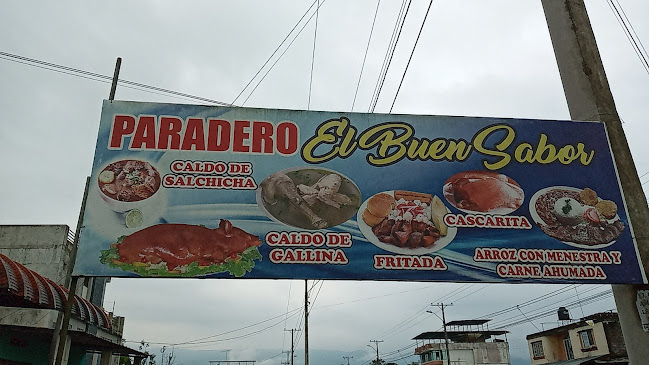 PARADERO El Buen Sabor
CALDO DE
SALCHICHA
CALDO DE
GALLINA
FRITADA
CASCARITA
ARROZ CON MENESTRA Y
CARNE AHUMADA